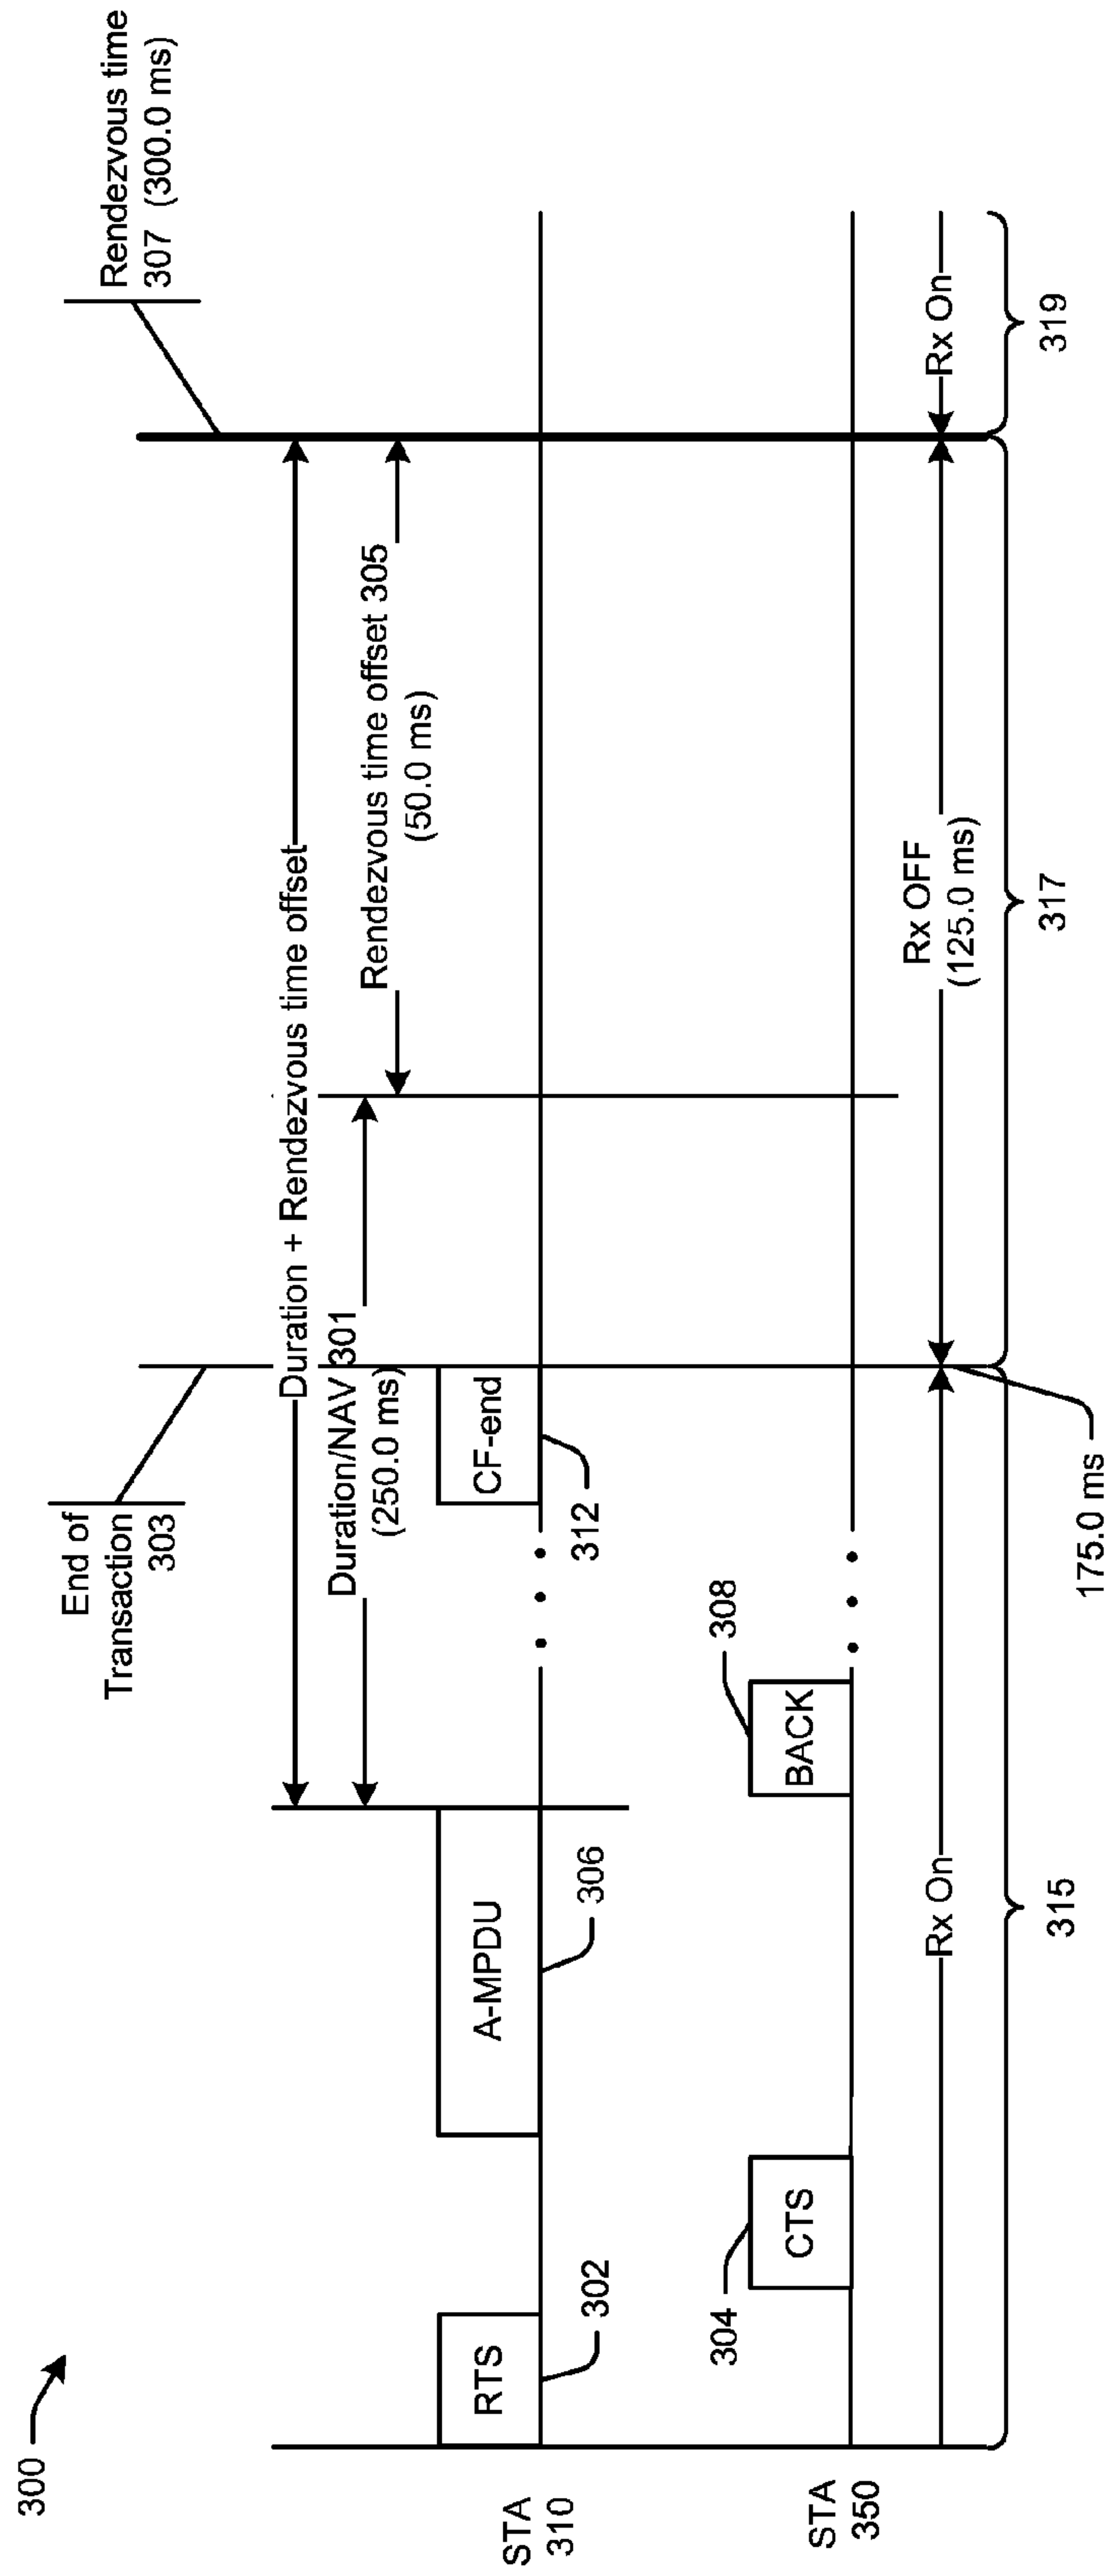 300
Rendezvous time
307 (300.0 ms)
End of
Transaction
303
Duration + Rendezvous time offset
Duration/NAV 301
(250.0 ms)
Rendezvous time offset 305
(50.0 ms)
STA
310
RTS
302
A-MPDU
306
CF-end
312
STA
350
CTS
304
BACK
308
Rx On
Rx OFF
(125.0 ms)
Rx On
315
175.0 ms
317
319